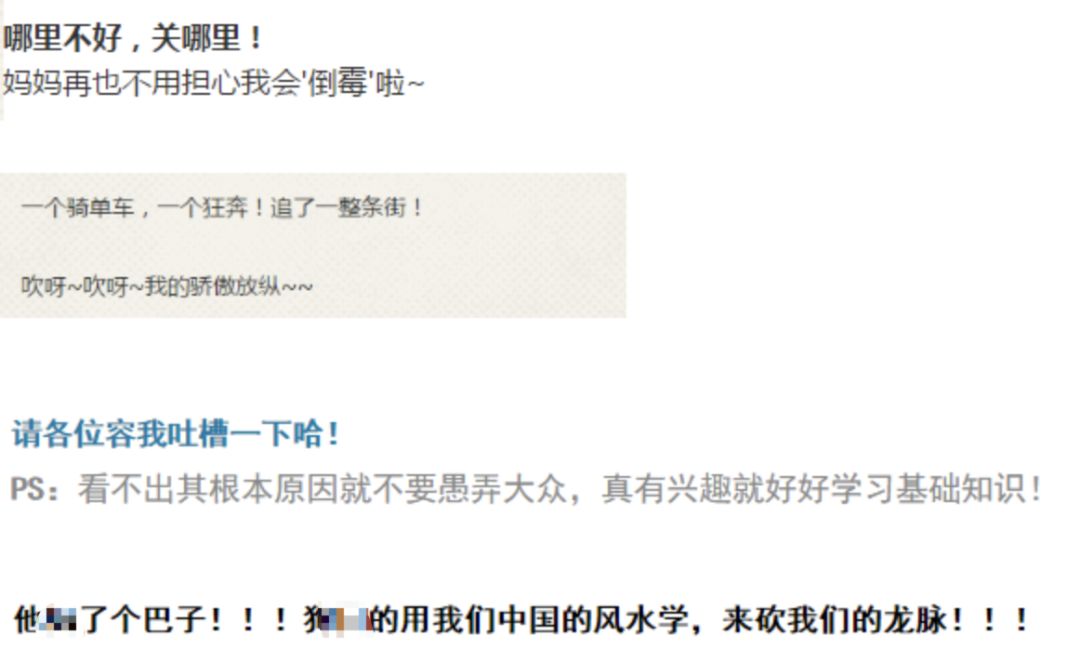 哪里不好，关哪里！
妈妈再也不用担心我会'倒霉'啦~
一个骑单车，一个狂奔！追了一整条街！
吹呀~吹呀~我的骄傲放纵~~
请各位容我吐槽一下哈！
PS：看不出其根本原因就不要愚弄大众，真有兴趣就好好学习基础知识！
他了个巴子！！！狗的用我们中国的风水学，来砍我们的龙脉！！！